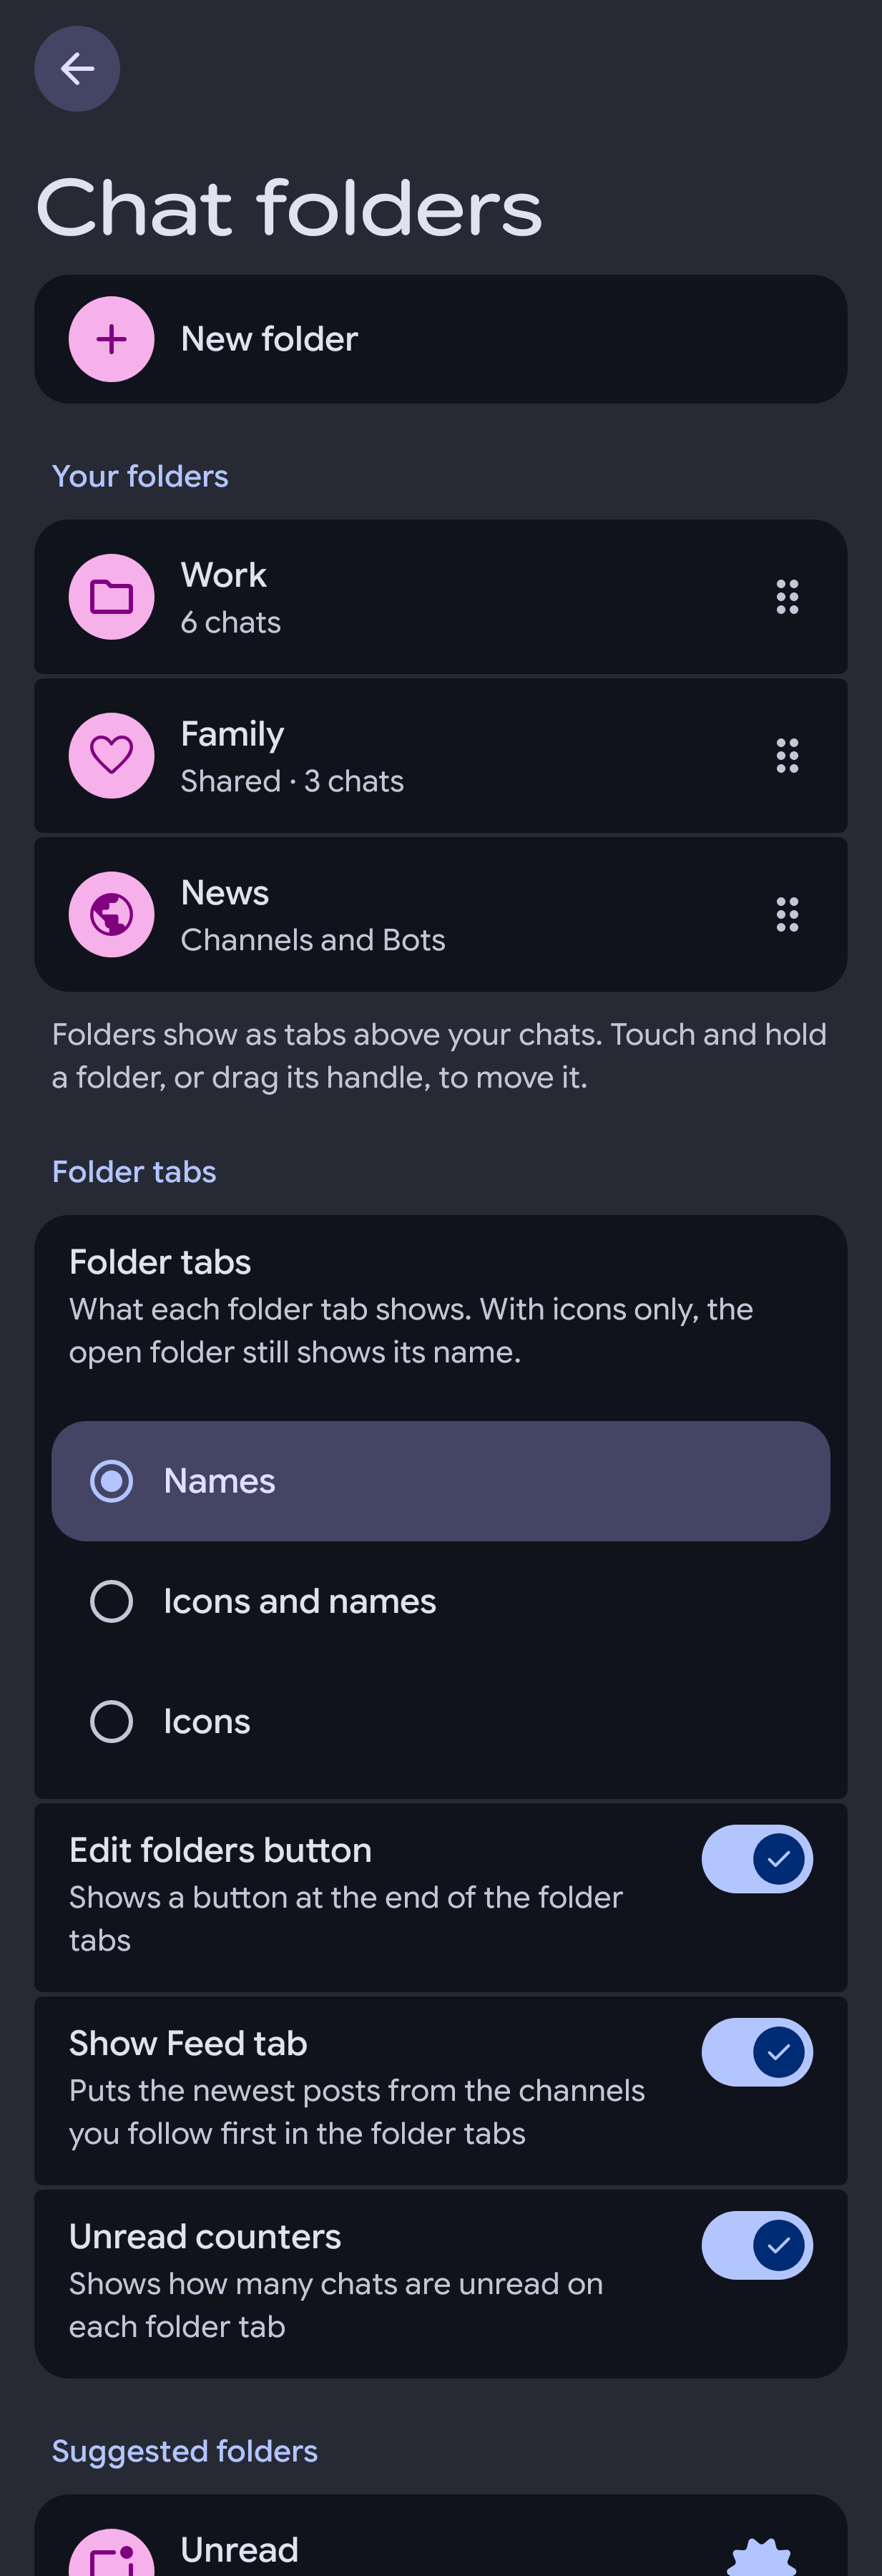 Chat folders
New folder
Your folders
Work
6 chats
Family
Shared · 3 chats
News
Channels and Bots
Folders show as tabs above your chats. Touch and hold
a folder, or drag its handle, to move it.
Folder tabs
Folder tabs
What each folder tab shows. With icons only, the
open folder still shows its name.
Names
Icons and names
Icons
Edit folders button
Shows a button at the end of the folder
tabs
Show Feed tab
Puts the newest posts from the channels
you follow first in the folder tabs
Unread counters
Shows how many chats are unread on
each folder tab
Suggested folders
Unread